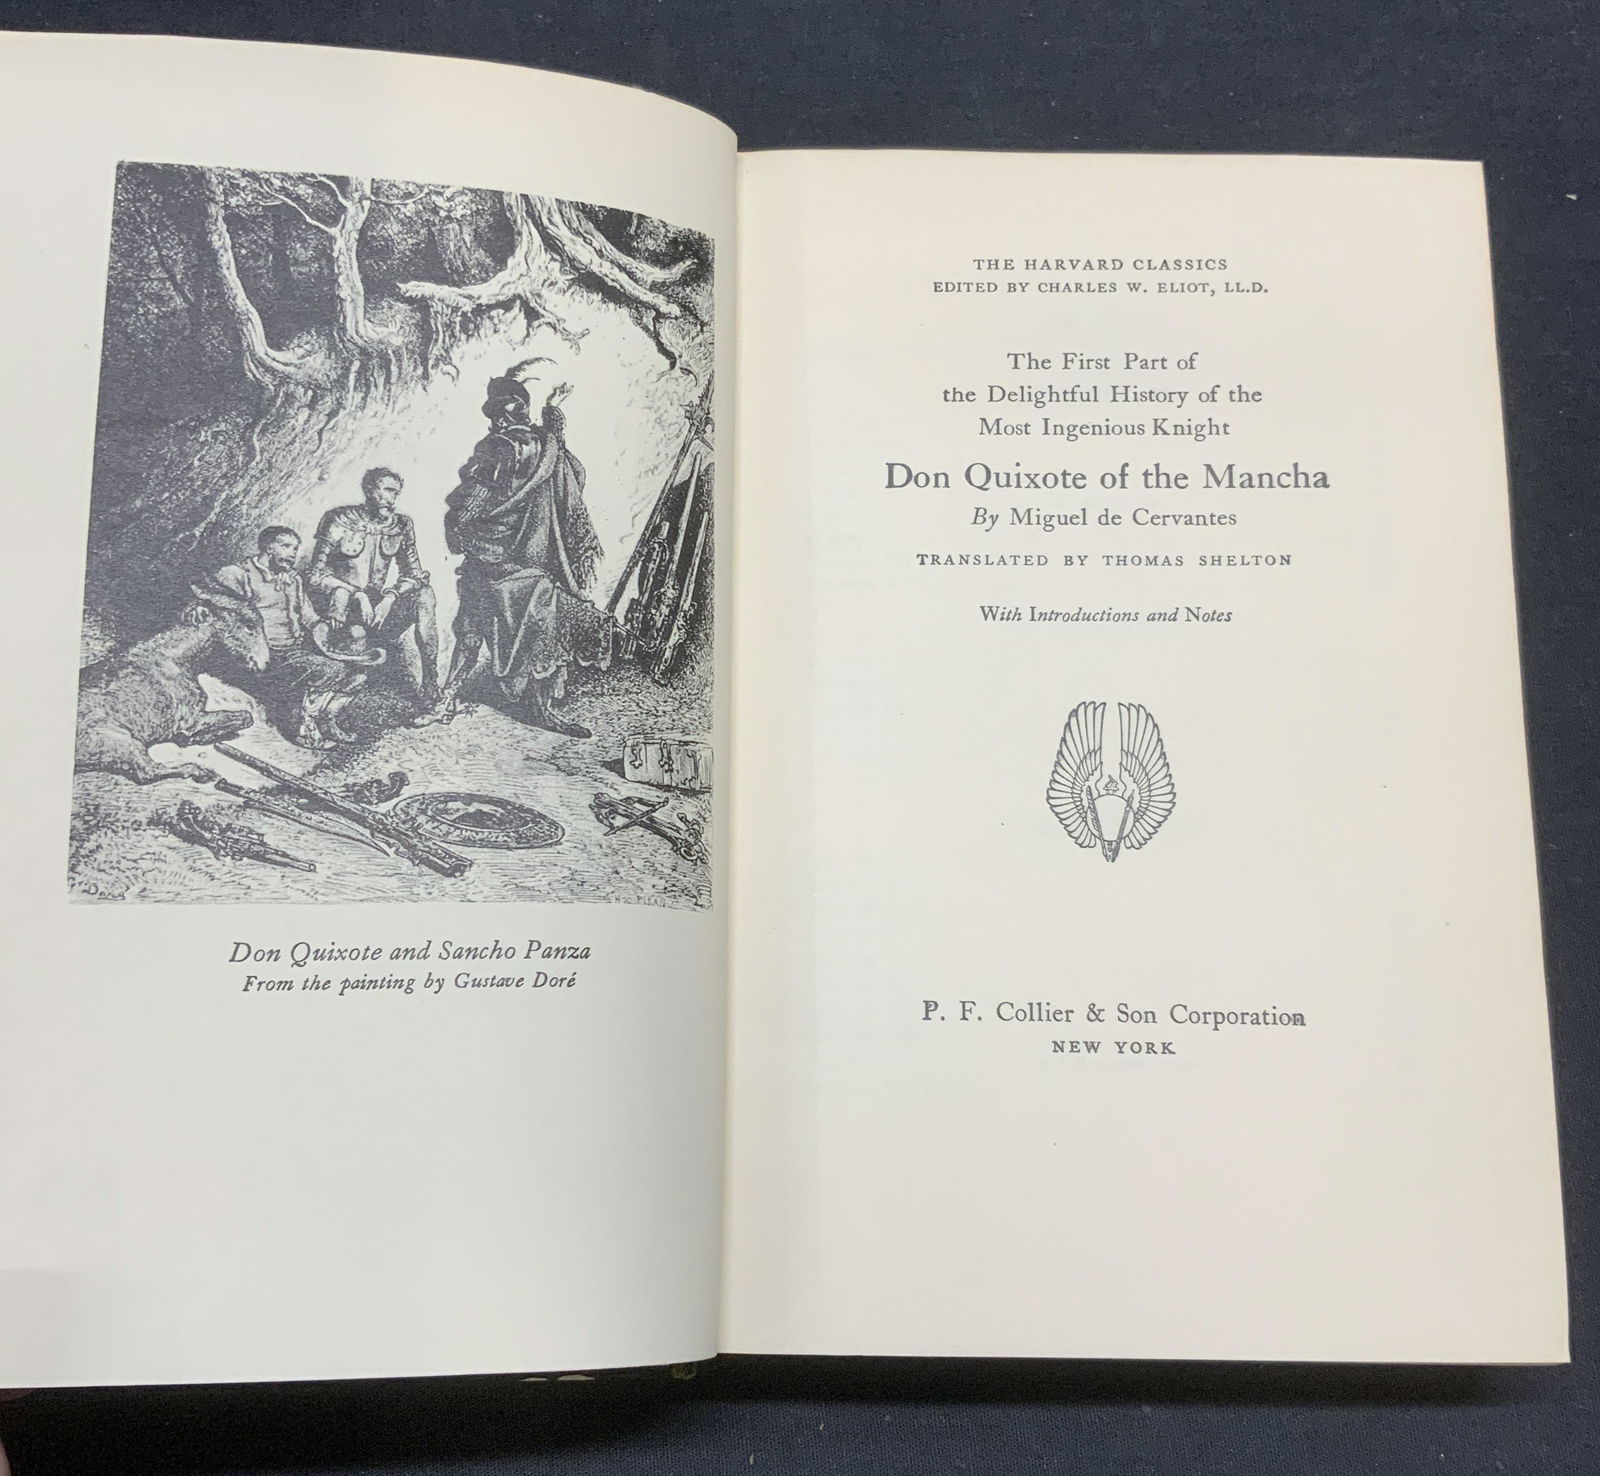 Doré
H PISAN
Don Quixote and Sancho Panza
From the painting by Gustave Doré
THE HARVARD CLASSICS
EDITED BY CHARLES W. ELIOT, LL.D.
The First Part of
the Delightful History of the
Most Ingenious Knight
Don Quixote of the Mancha
By Miguel de Cervantes
TRANSLATED BY THOMAS SHELTON
With Introductions and Notes
P. F. Collier & Son Corporation
NEW YORK